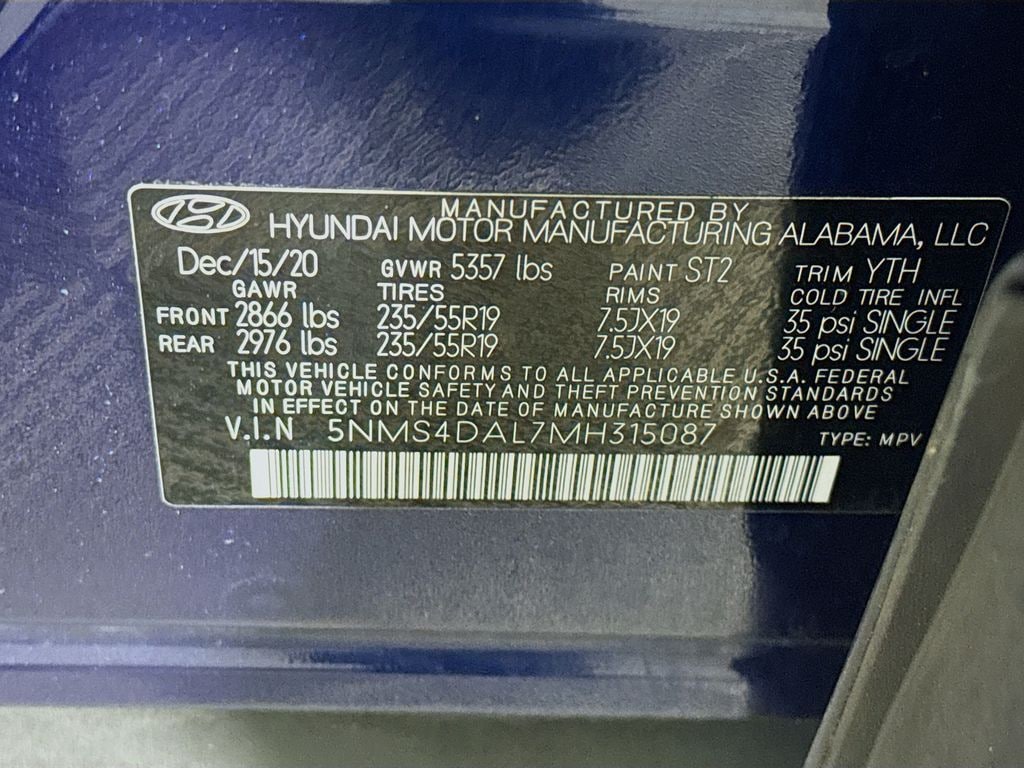 MANUFACTURED BY
HYUNDAI MOTOR MANUFACTURING ALABAMA, LLC
Dec/15/20 GVWR 5357 lbs PAINT ST2 TRIM YTH
GAWR TIRES RIMS COLD TIRE INFL
FRONT 2866 lbs 235/55R19 7.5JX19 35 psi SINGLE
REAR 2976 lbs 235/55R19 7.5JX19 35 psi SINGLE
THIS VEHICLE CONFORMS TO ALL APPLICABLE U.S.A. FEDERAL
MOTOR VEHICLE SAFETY AND THEFT PREVENTION STANDARDS
IN EFFECT ON THE DATE OF MANUFACTURE SHOWN ABOVE
V.I.N 5NMS4DAL7MH315087 TYPE: MPV